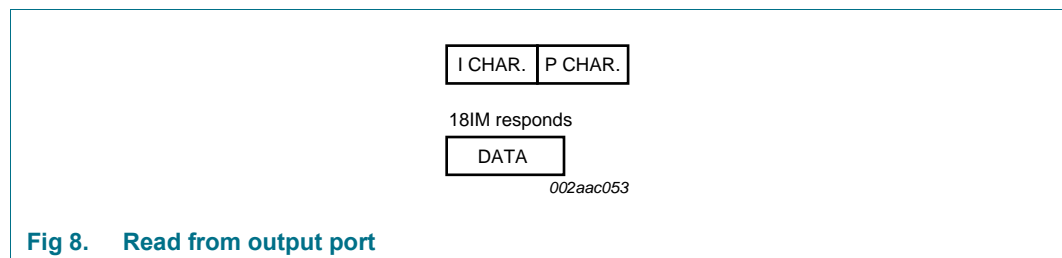 I CHAR. P CHAR.
18IM responds
DATA
002aac053
Fig 8. Read from output port